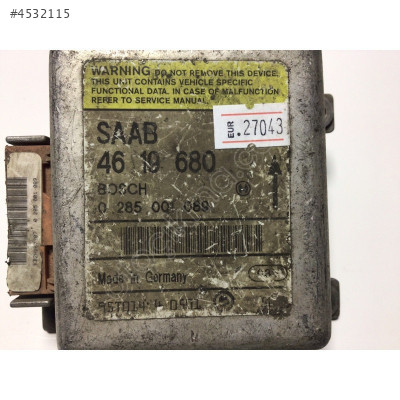 #4532115
WARNING DO NOT REMOVE THIS DEVICE.
THIS UNIT CONTAINS VEHICLE SPECIFIC
FUNCTIONAL DATA. IN CASE OF MALFUNCTION
REFER TO SERVICE MANUAL.
EUR .27043
SAAB
46 19 680
BOSCH
0 285 001 089
Made in Germany